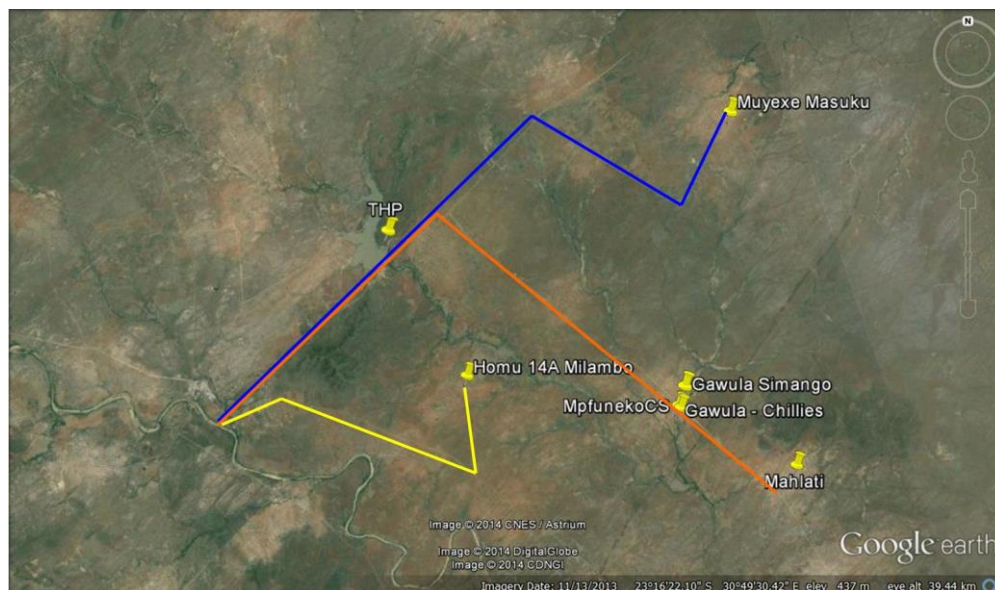 N
Muyexe Masuku
THP
Homu 14A Milambo
Gawula Simango
MpfunekoCS
Gawula - Chillies
Mahlati
Image © 2014 CNES / Astrium
Image © 2014 DigitalGlobe
Image © 2014 CDNGI
Google earth
Imagery Date: 11/13/2013 23°16'22.10" S 30°49'30.42" E elev 437 m eye alt 39.44 km